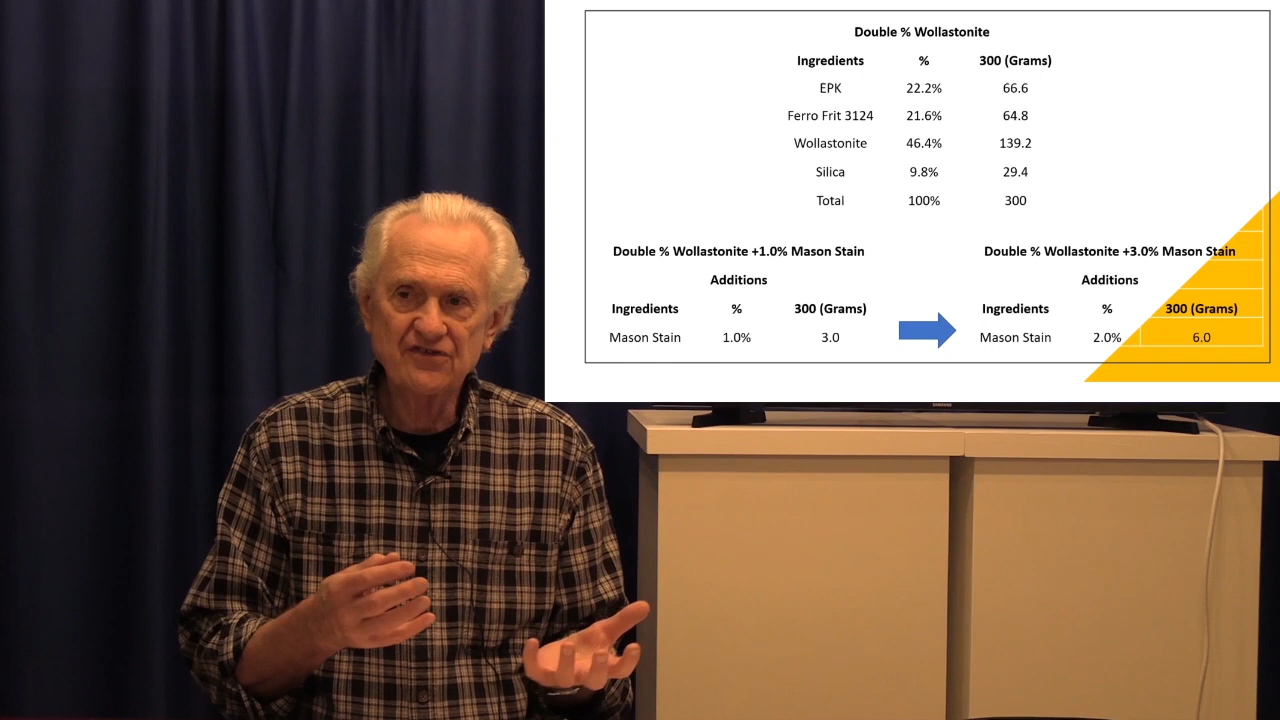 Double % Wollastonite
Ingredients % 300 (Grams)
EPK 22.2% 66.6
Ferro Frit 3124 21.6% 64.8
Wollastonite 46.4% 139.2
Silica 9.8% 29.4
Total 100% 300
Double % Wollastonite +1.0% Mason Stain
Additions
Ingredients % 300 (Grams)
Mason Stain 1.0% 3.0
Double % Wollastonite +3.0% Mason Stain
Additions
Ingredients % 300 (Grams)
Mason Stain 2.0% 6.0
SAMSUNG